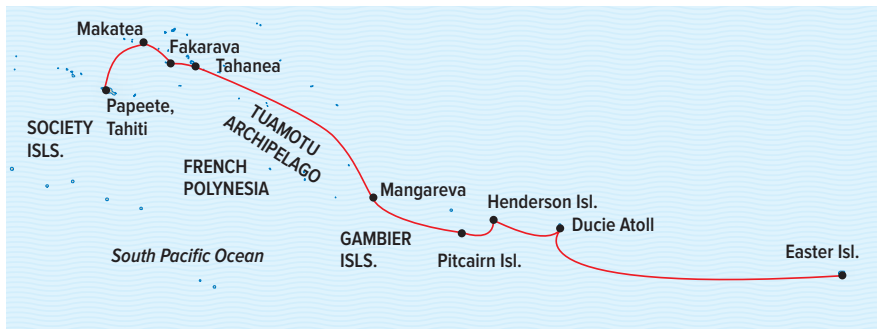 Makatea
Fakarava
Tahanea
Papeete,
Tahiti
SOCIETY
ISLS.
TUAMOTU
ARCHIPELAGO
FRENCH
POLYNESIA
Mangareva
Henderson Isl.
Ducie Atoll
GAMBIER
ISLS.
Pitcairn Isl.
Easter Isl.
South Pacific Ocean